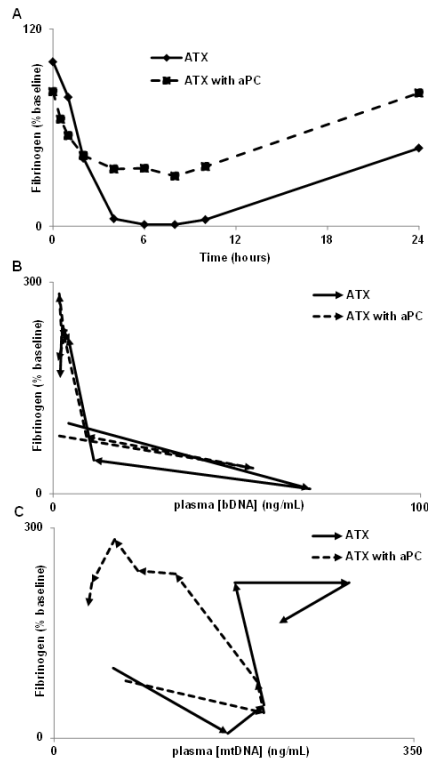 A
120
Fibrinogen (% baseline)
ATX
ATX with aPC
0
0 6 12 18 24
Time (hours)
B
300
Fibrinogen (% baseline)
ATX
ATX with aPC
0
0 plasma [bDNA] (ng/mL) 100
C
300
Fibrinogen (% baseline)
ATX
ATX with aPC
0
0 plasma [mtDNA] (ng/mL) 350